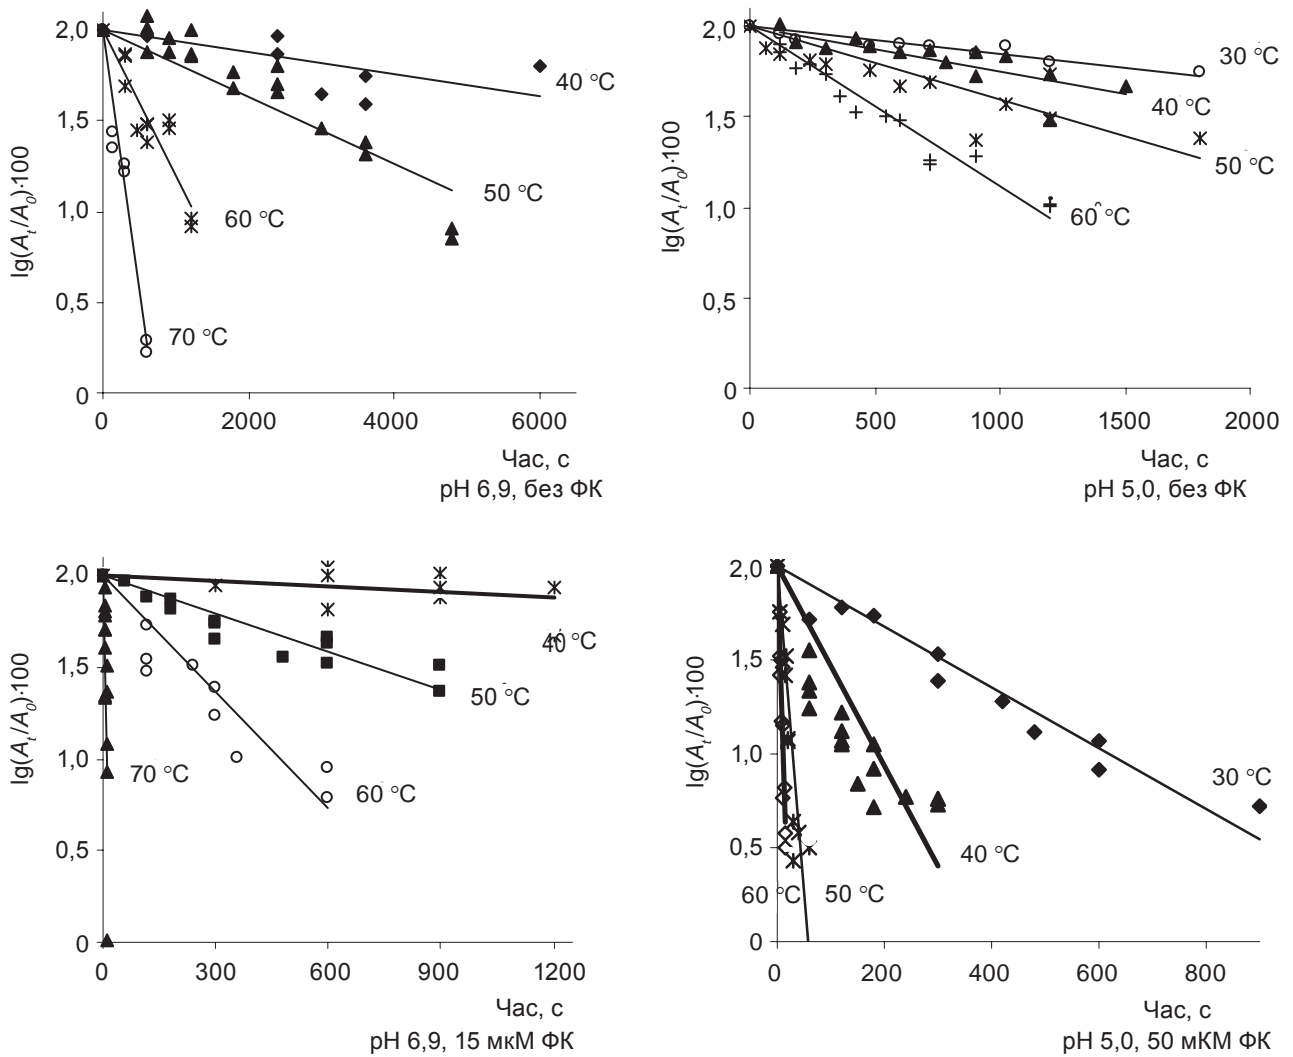 2,0
1,5
1,0
0,5
0
lg(Aₜ/A₀)·100
40 °C
50 °C
60 °C
70 °C
0 2000 4000 6000
Час, с
pH 6,9, без ФК
2,0
1,5
1,0
0,5
0
lg(Aₜ/A₀)·100
30 °C
40 °C
50 °C
60 °C
0 500 1000 1500 2000
Час, с
pH 5,0, без ФК
2,0
1,5
1,0
0,5
0
lg(Aₜ/A₀)·100
40 °C
50 °C
70 °C
60 °C
0 300 600 900 1200
Час, с
pH 6,9, 15 мкМ ФК
2,0
1,5
1,0
0,5
0
lg(Aₜ/A₀)·100
30 °C
40 °C
60 °C 50 °C
0 200 400 600 800
Час, с
pH 5,0, 50 мКМ ФК